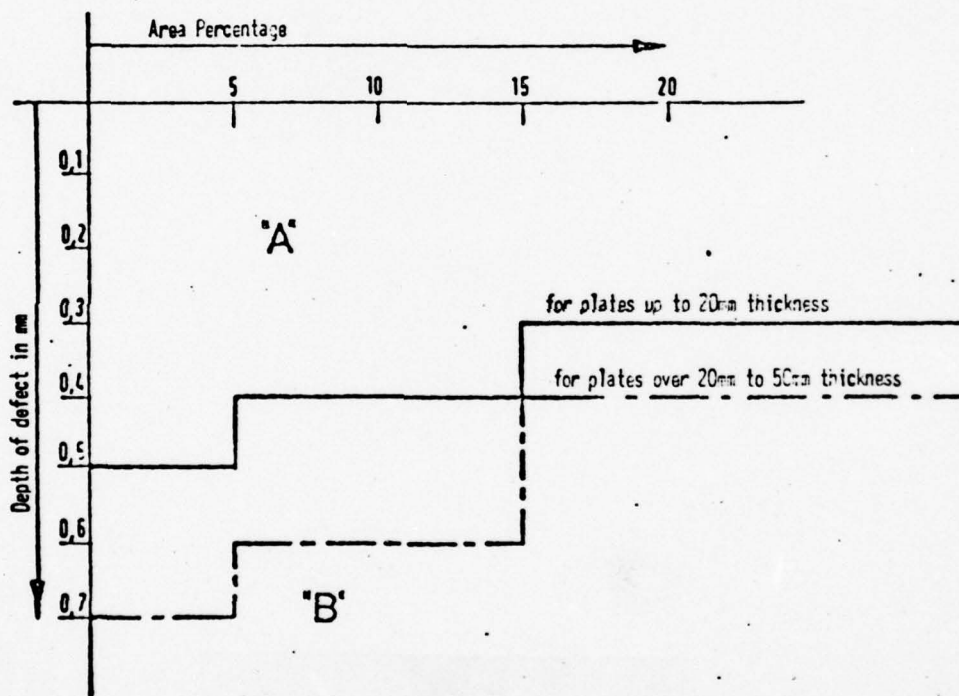 Area Percentage
5 10 15 20
0,1
0,2
"A"
0,3
for plates up to 20mm thickness
0,4
for plates over 20mm to 50mm thickness
0,5
0,6
0,7
"B"
Depth of defect in mm